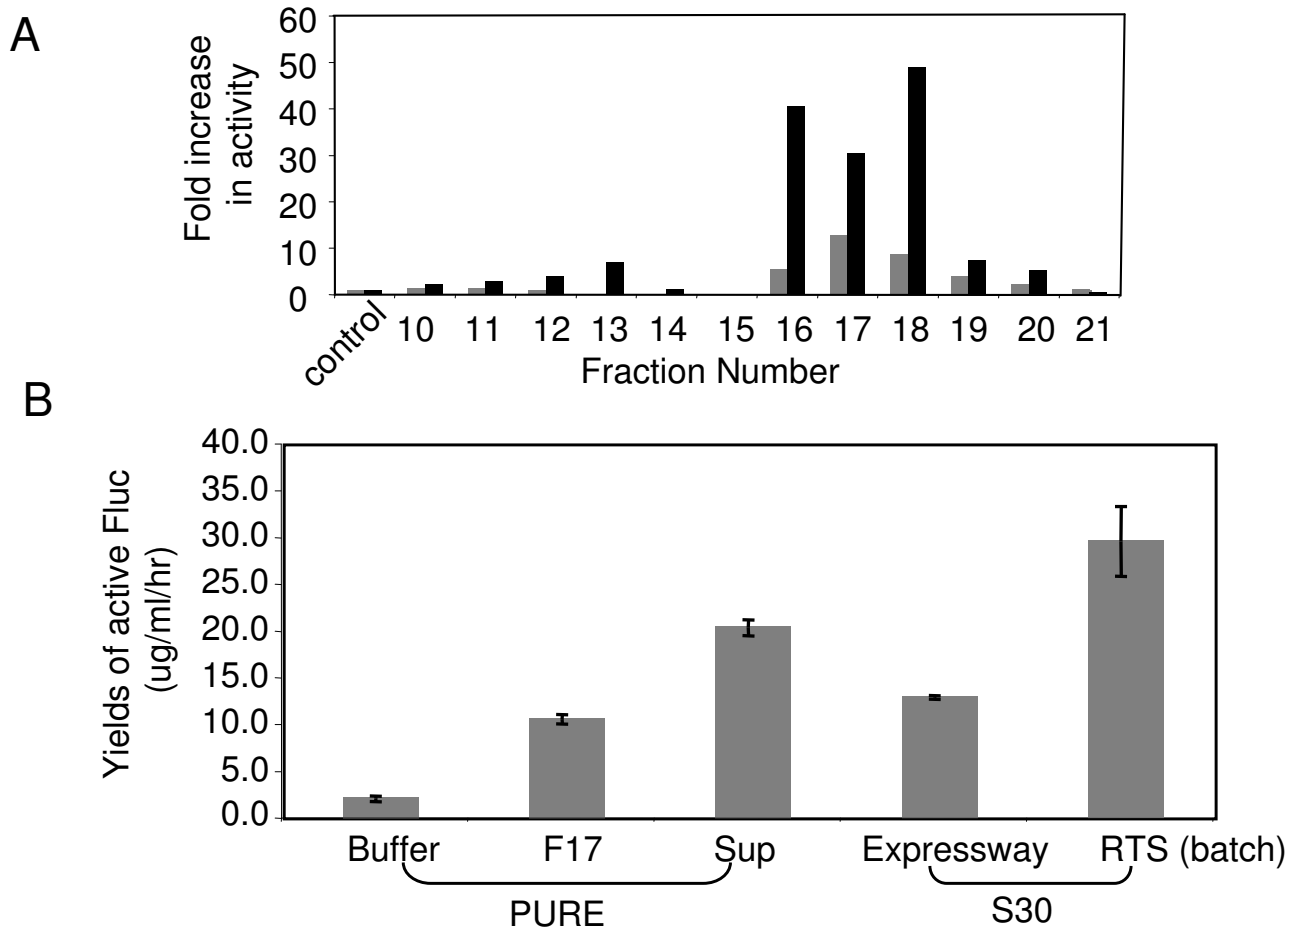 A
Fold increase
in activity
60
50
40
30
20
10
0
control 10 11 12 13 14 15 16 17 18 19 20 21
Fraction Number
B
Yields of active Fluc
(ug/ml/hr)
40.0
35.0
30.0
25.0
20.0
15.0
10.0
5.0
0.0
Buffer F17 Sup Expressway RTS (batch)
PURE S30